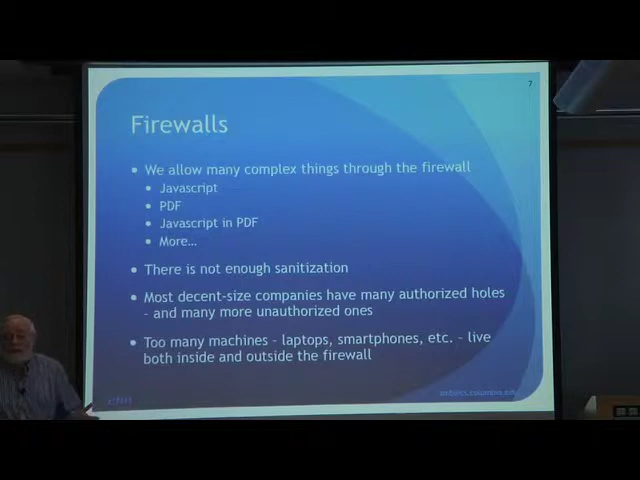 7
Firewalls
• We allow many complex things through the firewall
• Javascript
• PDF
• Javascript in PDF
• More…
• There is not enough sanitization
• Most decent-size companies have many authorized holes
- and many more unauthorized ones
• Too many machines - laptops, smartphones, etc. - live
both inside and outside the firewall